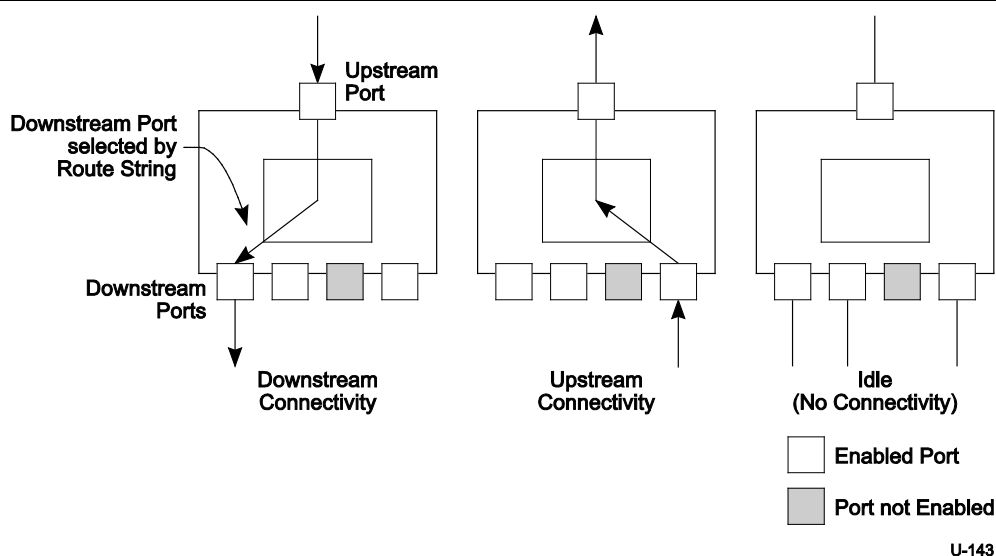 Upstream
Port
Downstream Port
selected by
Route String
Downstream
Ports
Downstream
Connectivity
Upstream
Connectivity
Idle
(No Connectivity)
Enabled Port
Port not Enabled
U-143